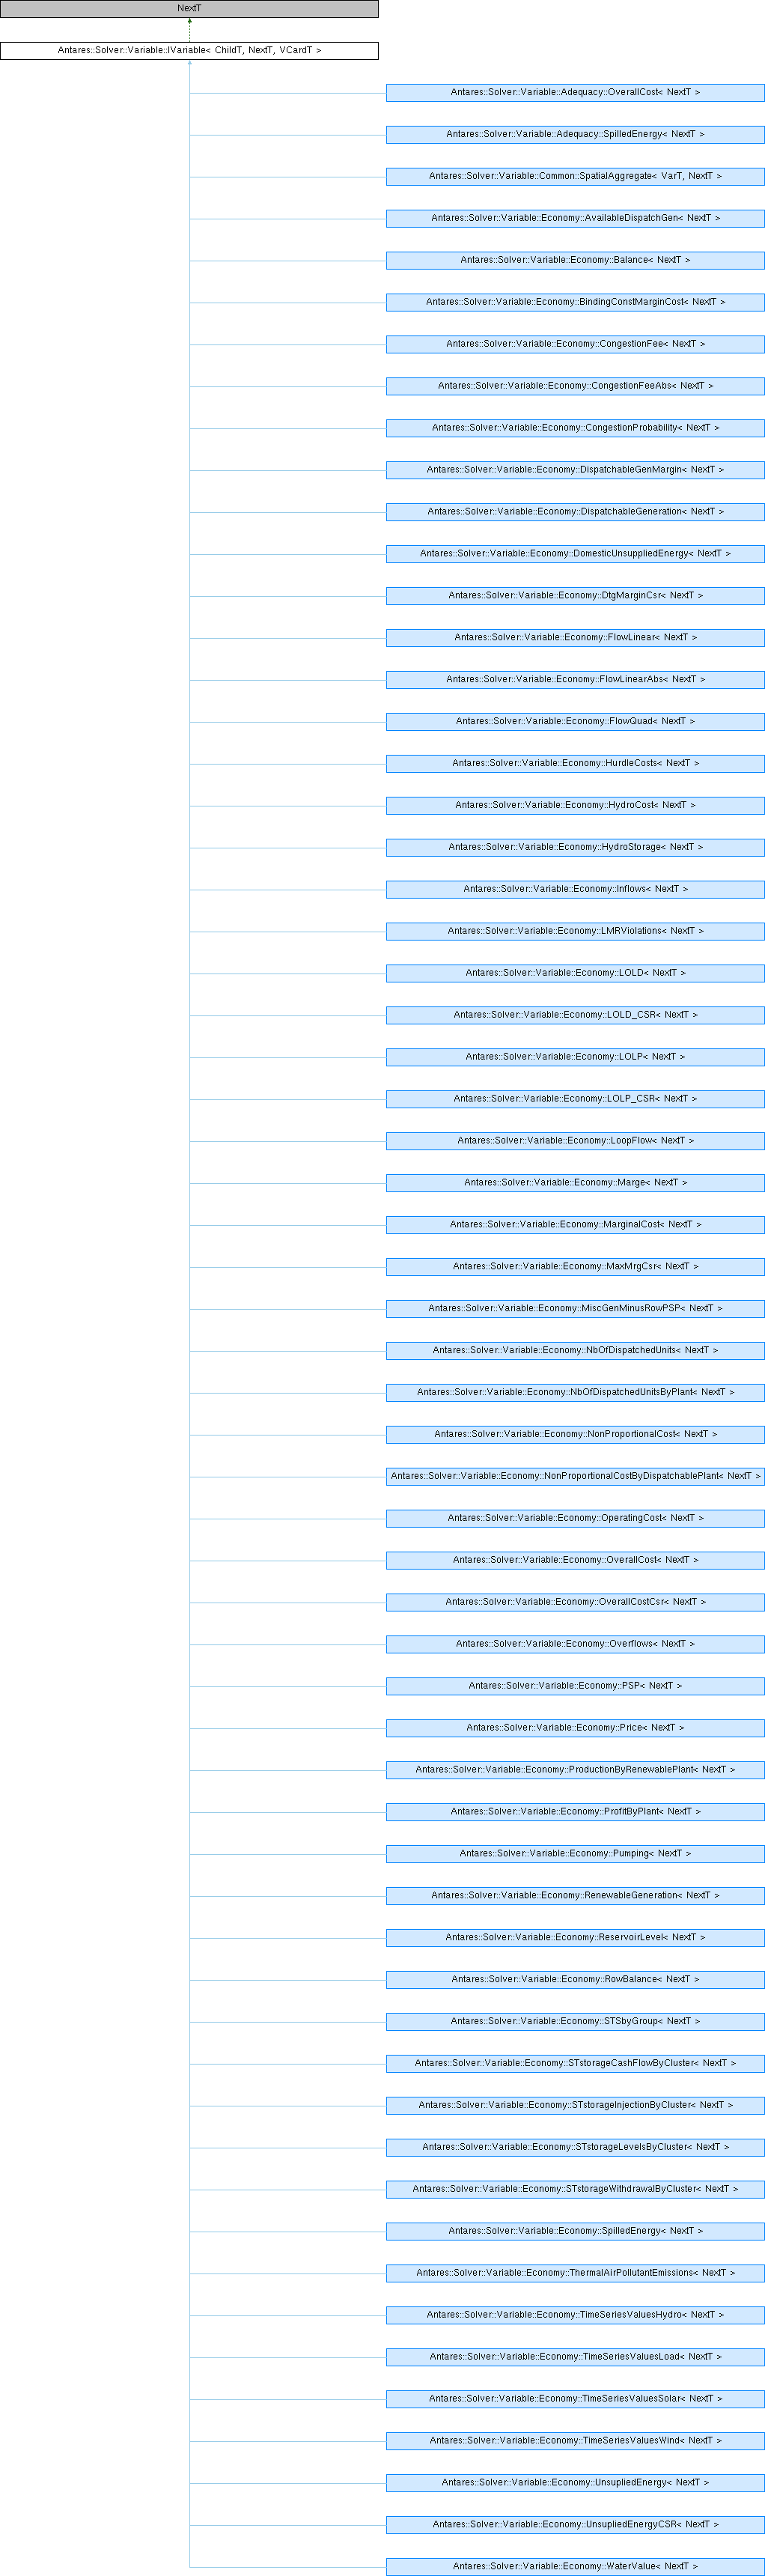 NextT
Antares::Solver::Variable::IVariable< ChildT, NextT, VCardT >
Antares::Solver::Variable::Adequacy::OverallCost< NextT >
Antares::Solver::Variable::Adequacy::SpilledEnergy< NextT >
Antares::Solver::Variable::Common::SpatialAggregate< VarT, NextT >
Antares::Solver::Variable::Economy::AvailableDispatchGen< NextT >
Antares::Solver::Variable::Economy::Balance< NextT >
Antares::Solver::Variable::Economy::BindingConstMarginCost< NextT >
Antares::Solver::Variable::Economy::CongestionFee< NextT >
Antares::Solver::Variable::Economy::CongestionFeeAbs< NextT >
Antares::Solver::Variable::Economy::CongestionProbability< NextT >
Antares::Solver::Variable::Economy::DispatchableGenMargin< NextT >
Antares::Solver::Variable::Economy::DispatchableGeneration< NextT >
Antares::Solver::Variable::Economy::DomesticUnsuppliedEnergy< NextT >
Antares::Solver::Variable::Economy::DtgMarginCsr< NextT >
Antares::Solver::Variable::Economy::FlowLinear< NextT >
Antares::Solver::Variable::Economy::FlowLinearAbs< NextT >
Antares::Solver::Variable::Economy::FlowQuad< NextT >
Antares::Solver::Variable::Economy::HurdleCosts< NextT >
Antares::Solver::Variable::Economy::HydroCost< NextT >
Antares::Solver::Variable::Economy::HydroStorage< NextT >
Antares::Solver::Variable::Economy::Inflows< NextT >
Antares::Solver::Variable::Economy::LMRViolations< NextT >
Antares::Solver::Variable::Economy::LOLD< NextT >
Antares::Solver::Variable::Economy::LOLD_CSR< NextT >
Antares::Solver::Variable::Economy::LOLP< NextT >
Antares::Solver::Variable::Economy::LOLP_CSR< NextT >
Antares::Solver::Variable::Economy::LoopFlow< NextT >
Antares::Solver::Variable::Economy::Marge< NextT >
Antares::Solver::Variable::Economy::MarginalCost< NextT >
Antares::Solver::Variable::Economy::MaxMrgCsr< NextT >
Antares::Solver::Variable::Economy::MiscGenMinusRowPSP< NextT >
Antares::Solver::Variable::Economy::NbOfDispatchedUnits< NextT >
Antares::Solver::Variable::Economy::NbOfDispatchedUnitsByPlant< NextT >
Antares::Solver::Variable::Economy::NonProportionalCost< NextT >
Antares::Solver::Variable::Economy::NonProportionalCostByDispatchablePlant< NextT >
Antares::Solver::Variable::Economy::OperatingCost< NextT >
Antares::Solver::Variable::Economy::OverallCost< NextT >
Antares::Solver::Variable::Economy::OverallCostCsr< NextT >
Antares::Solver::Variable::Economy::Overflows< NextT >
Antares::Solver::Variable::Economy::PSP< NextT >
Antares::Solver::Variable::Economy::Price< NextT >
Antares::Solver::Variable::Economy::ProductionByRenewablePlant< NextT >
Antares::Solver::Variable::Economy::ProfitByPlant< NextT >
Antares::Solver::Variable::Economy::Pumping< NextT >
Antares::Solver::Variable::Economy::RenewableGeneration< NextT >
Antares::Solver::Variable::Economy::ReservoirLevel< NextT >
Antares::Solver::Variable::Economy::RowBalance< NextT >
Antares::Solver::Variable::Economy::STSbyGroup< NextT >
Antares::Solver::Variable::Economy::STstorageCashFlowByCluster< NextT >
Antares::Solver::Variable::Economy::STstorageInjectionByCluster< NextT >
Antares::Solver::Variable::Economy::STstorageLevelsByCluster< NextT >
Antares::Solver::Variable::Economy::STstorageWithdrawalByCluster< NextT >
Antares::Solver::Variable::Economy::SpilledEnergy< NextT >
Antares::Solver::Variable::Economy::ThermalAirPollutantEmissions< NextT >
Antares::Solver::Variable::Economy::TimeSeriesValuesHydro< NextT >
Antares::Solver::Variable::Economy::TimeSeriesValuesLoad< NextT >
Antares::Solver::Variable::Economy::TimeSeriesValuesSolar< NextT >
Antares::Solver::Variable::Economy::TimeSeriesValuesWind< NextT >
Antares::Solver::Variable::Economy::UnsupliedEnergy< NextT >
Antares::Solver::Variable::Economy::UnsupliedEnergyCSR< NextT >
Antares::Solver::Variable::Economy::WaterValue< NextT >